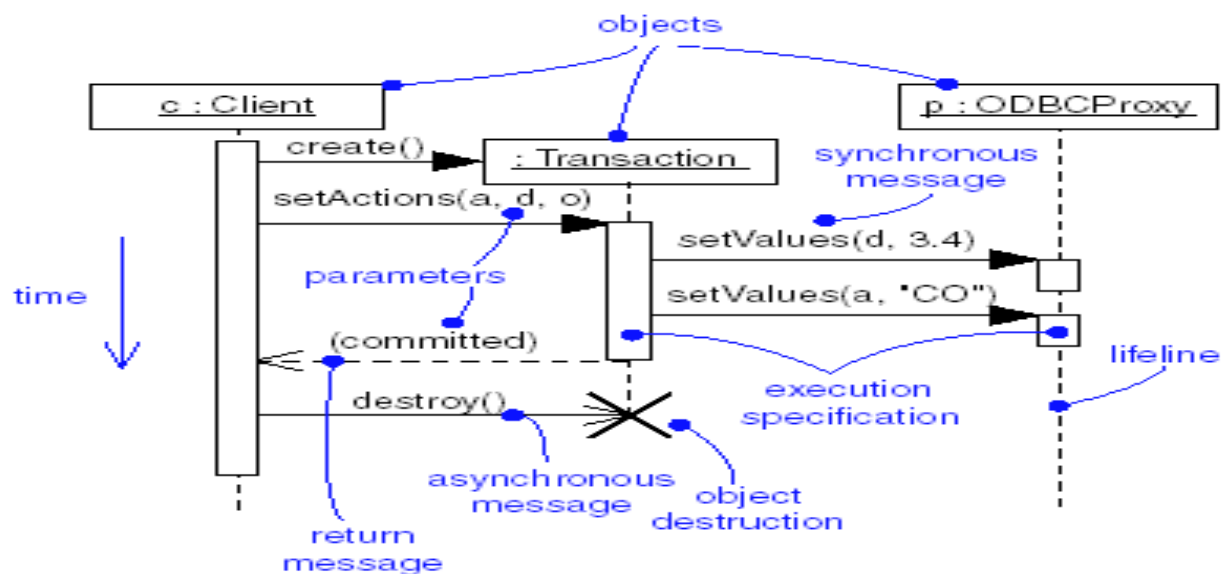 objects
c : Client
p : ODBCProxy
create()
: Transaction
synchronous
message
setActions(a, d, o)
setValues(d, 3.4)
parameters
time
setValues(a, "CO")
(committed)
lifeline
execution
specification
destroy()
asynchronous
message
object
destruction
return
message